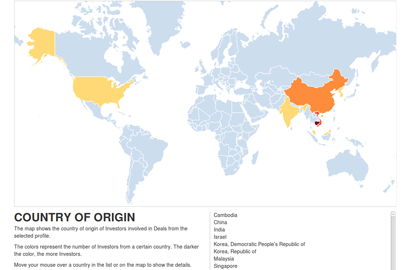 COUNTRY OF ORIGIN
The map shows the country of origin of Investors involved in Deals from the
selected profile.
The colors represent the number of Investors from a certain country. The darker
the color, the more Investors.
Move your mouse over a country in the list or on the map to show the details.
Cambodia
China
India
Israel
Korea, Democratic People's Republic of
Korea, Republic of
Malaysia
Singapore